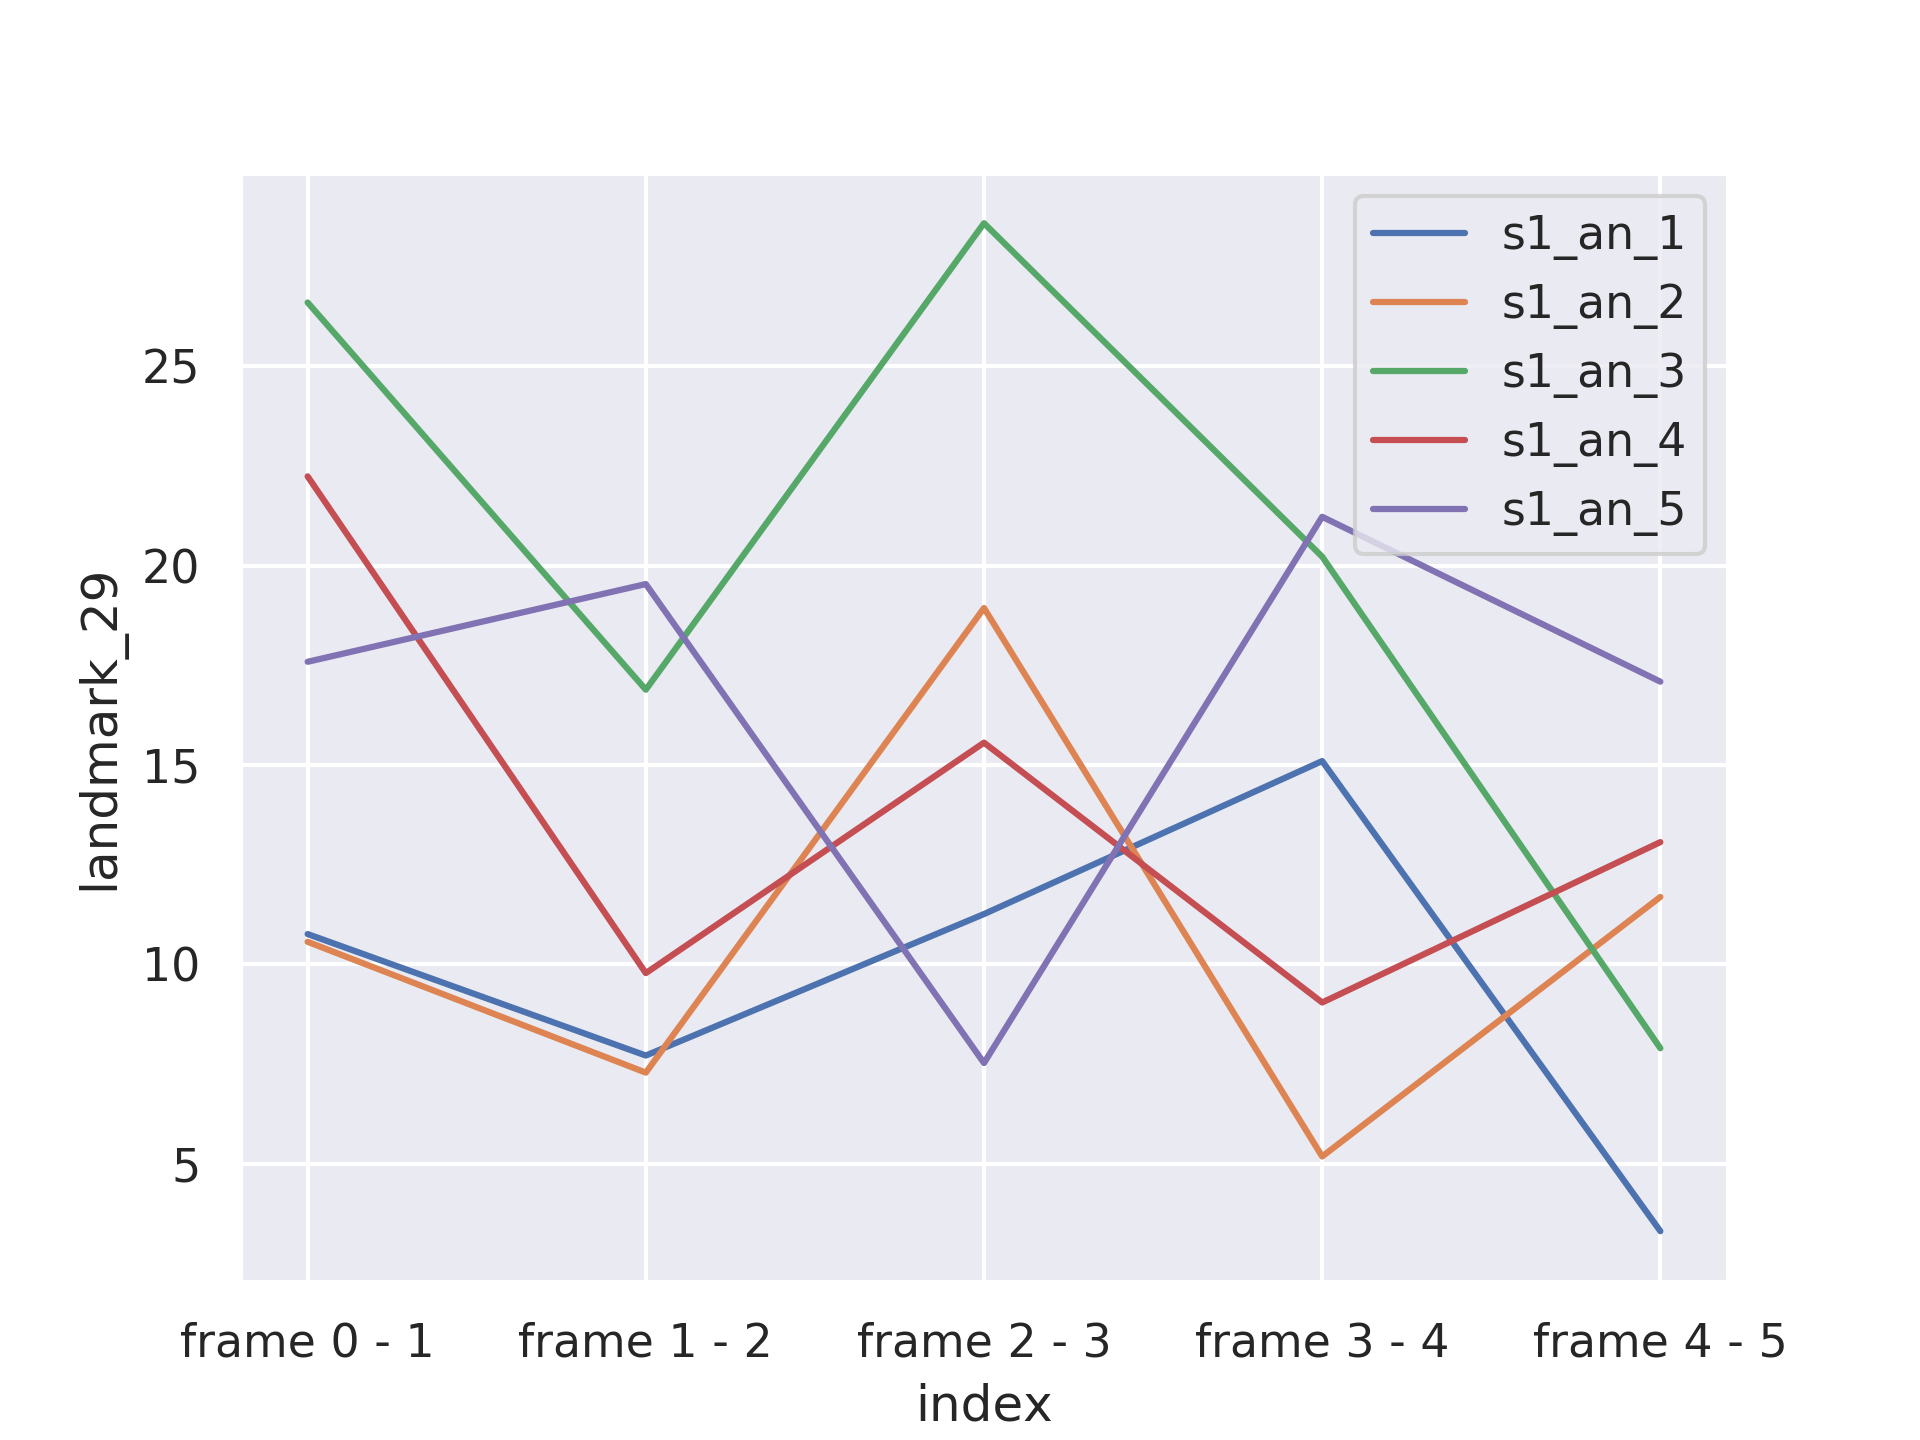 s1_an_1
s1_an_2
s1_an_3
s1_an_4
s1_an_5
25
20
15
10
5
landmark_29
frame 0 - 1
frame 1 - 2
frame 2 - 3
frame 3 - 4
frame 4 - 5
index